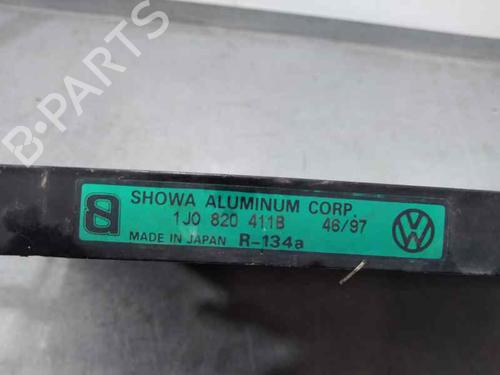 B-PARTS
SHOWA ALUMINUM CORP.
1J0 820 411B 46/97
MADE IN JAPAN R-134a